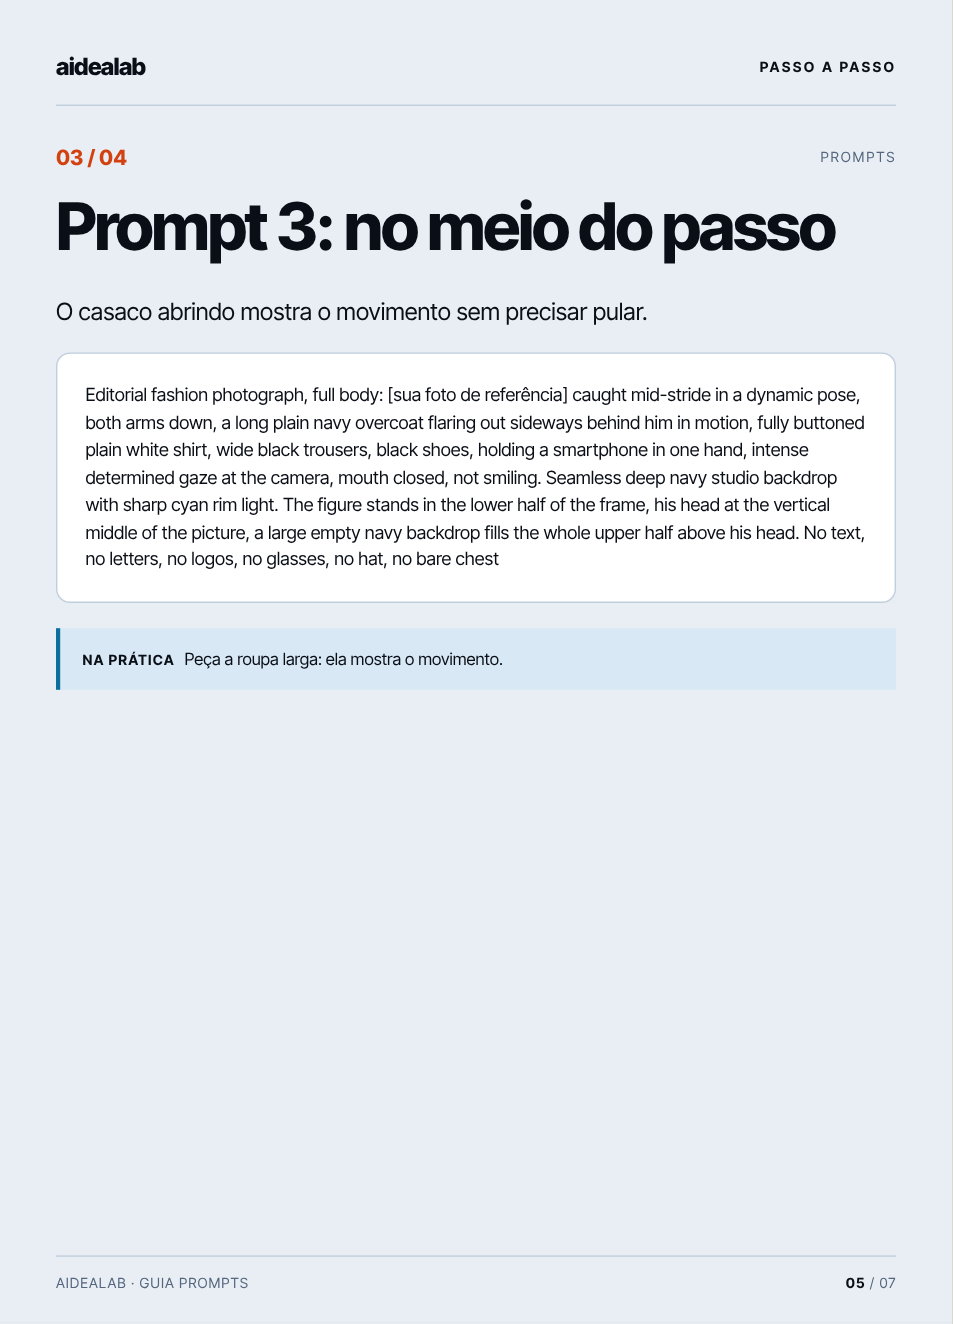 aidealab
PASSO A PASSO
03 / 04
PROMPTS
Prompt 3: no meio do passo
O casaco abrindo mostra o movimento sem precisar pular.
Editorial fashion photograph, full body: [sua foto de referência] caught mid-stride in a dynamic pose,
both arms down, a long plain navy overcoat flaring out sideways behind him in motion, fully buttoned
plain white shirt, wide black trousers, black shoes, holding a smartphone in one hand, intense
determined gaze at the camera, mouth closed, not smiling. Seamless deep navy studio backdrop
with sharp cyan rim light. The figure stands in the lower half of the frame, his head at the vertical
middle of the picture, a large empty navy backdrop fills the whole upper half above his head. No text,
no letters, no logos, no glasses, no hat, no bare chest
NA PRÁTICA Peça a roupa larga: ela mostra o movimento.
AIDEALAB · GUIA PROMPTS
05 / 07